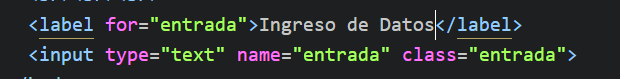 <label for="entrada">Ingreso de Datos</label>
<input type="text" name="entrada" class="entrada">